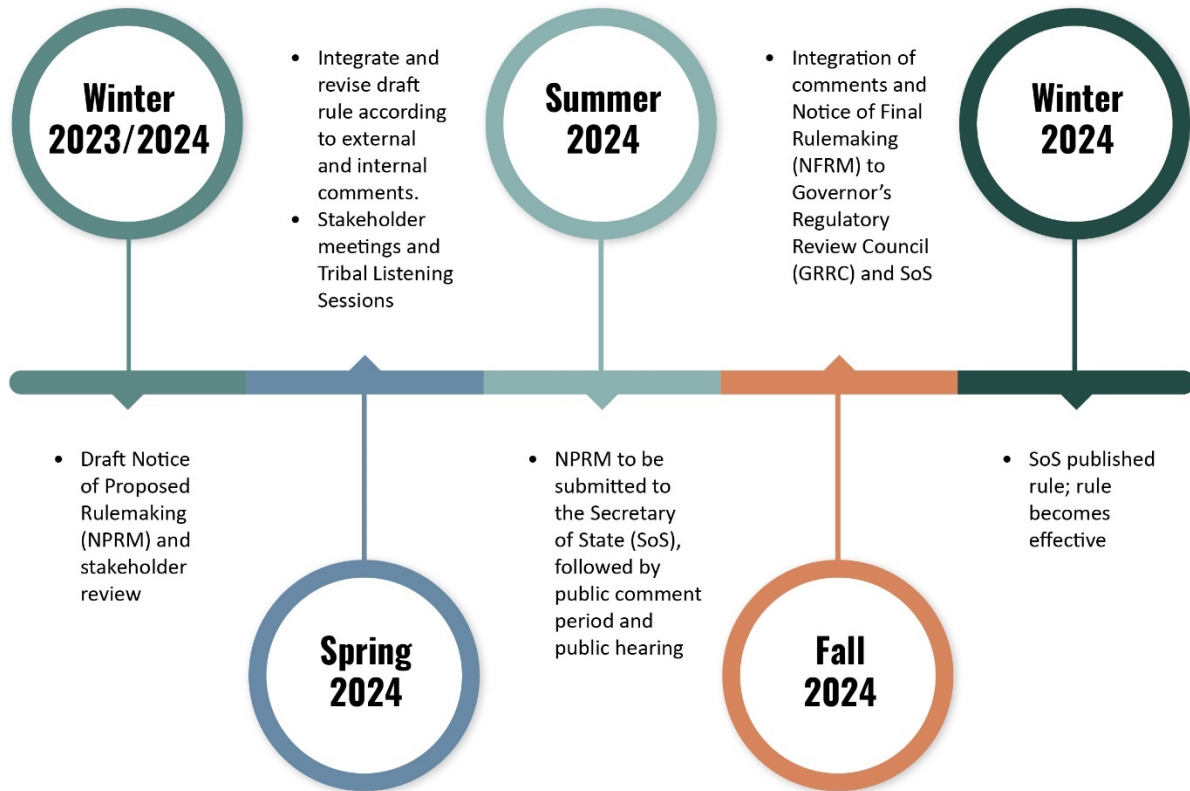 Winter
2023/2024
• Draft Notice
of Proposed
Rulemaking
(NPRM) and
stakeholder
review
• Integrate and
revise draft
rule according
to external
and internal
comments.
• Stakeholder
meetings and
Tribal Listening
Sessions
Spring
2024
Summer
2024
• NPRM to be
submitted to
the Secretary
of State (SoS),
followed by
public comment
period and
public hearing
• Integration of
comments and
Notice of Final
Rulemaking
(NFRM) to
Governor’s
Regulatory
Review Council
(GRRC) and SoS
Fall
2024
Winter
2024
• SoS published
rule; rule
becomes
effective